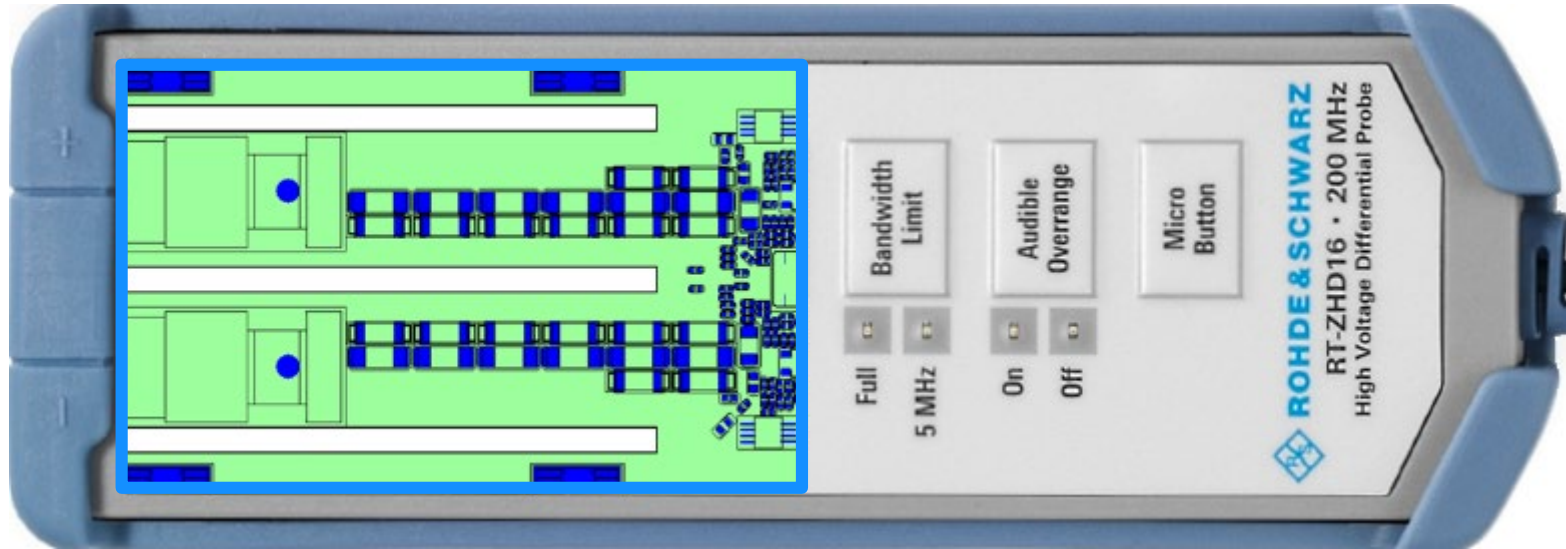 +
-
Bandwidth
Limit
Full
5 MHz
Audible
Overrange
On
Off
Micro
Button
ROHDE & SCHWARZ
RT-ZHD16 · 200 MHz
High Voltage Differential Probe